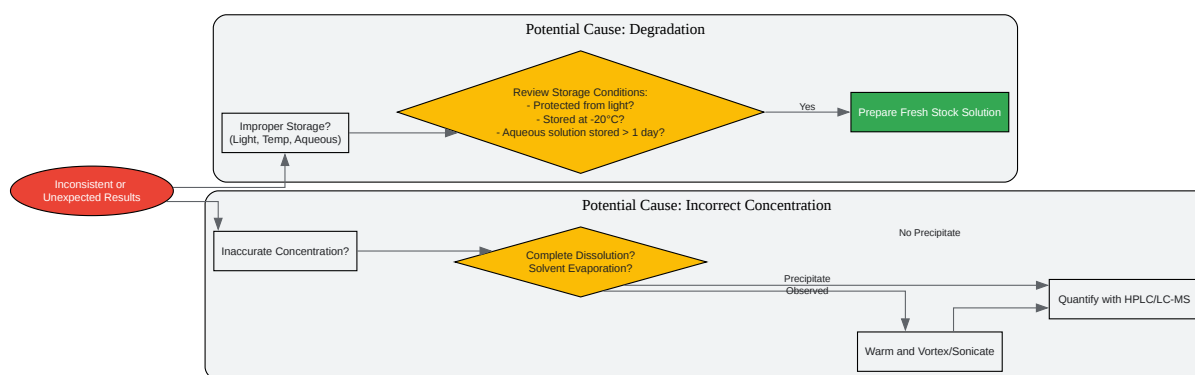 Potential Cause: Degradation
Review Storage Conditions:
- Protected from light?
- Stored at -20°C?
- Aqueous solution stored > 1 day?
Yes
Prepare Fresh Stock Solution
Improper Storage?
(Light, Temp, Aqueous)
Inconsistent or
Unexpected Results
Potential Cause: Incorrect Concentration
Inaccurate Concentration?
Complete Dissolution?
Solvent Evaporation?
No Precipitate
Precipitate
Observed
Quantify with HPLC/LC-MS
Warm and Vortex/Sonicate